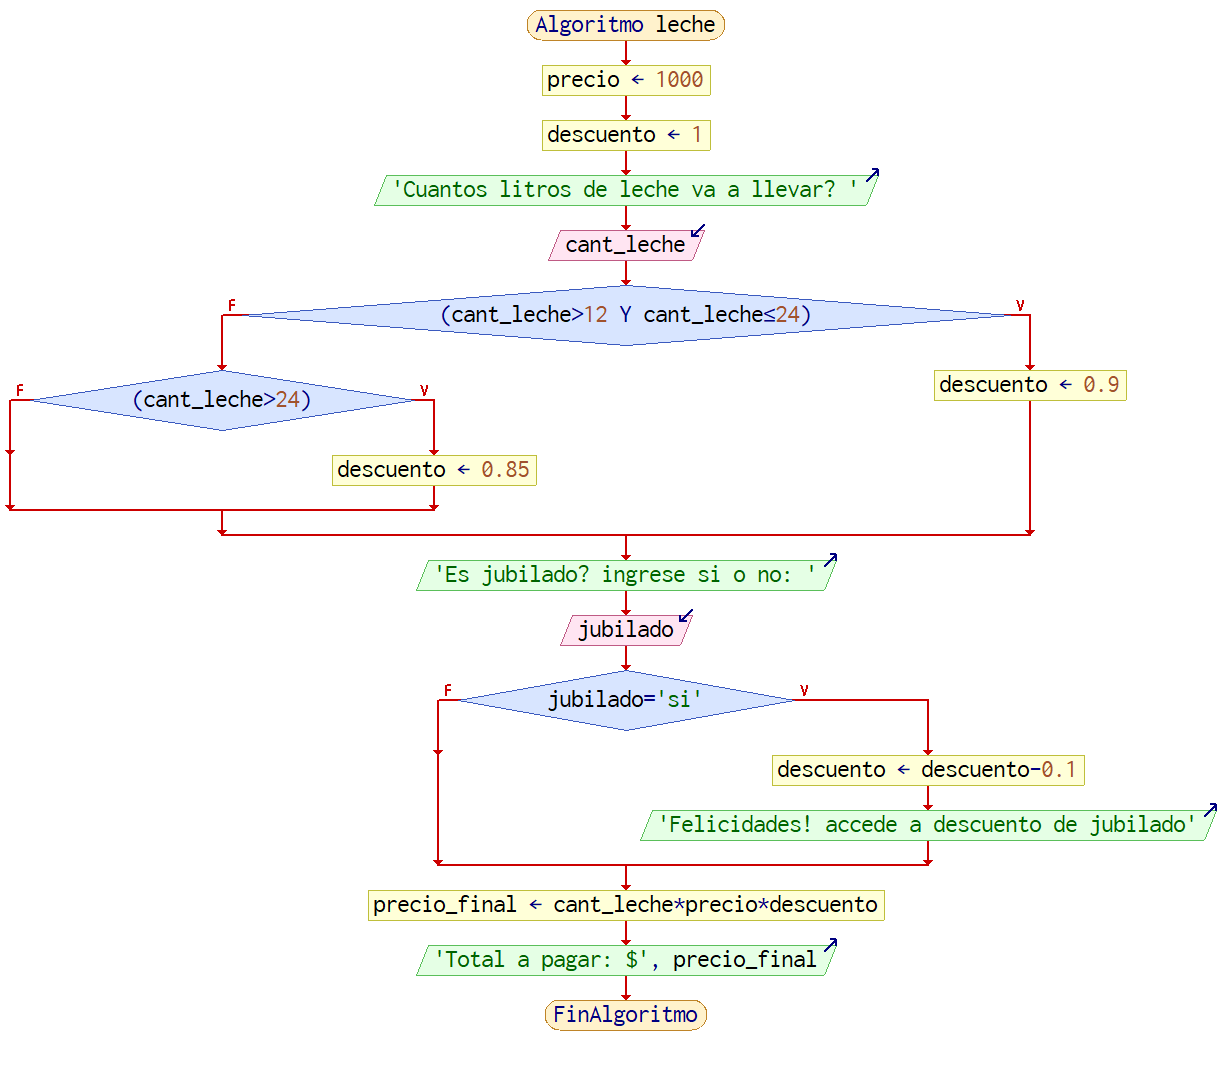 Algoritmo leche
precio ← 1000
descuento ← 1
'Cuantos litros de leche va a llevar? '
cant_leche
F
(cant_leche>12 Y cant_leche≤24)
V
F
(cant_leche>24)
V
descuento ← 0.9
descuento ← 0.85
'Es jubilado? ingrese si o no: '
jubilado
F
jubilado='si'
V
descuento ← descuento-0.1
'Felicidades! accede a descuento de jubilado'
precio_final ← cant_leche*precio*descuento
'Total a pagar: $', precio_final
FinAlgoritmo